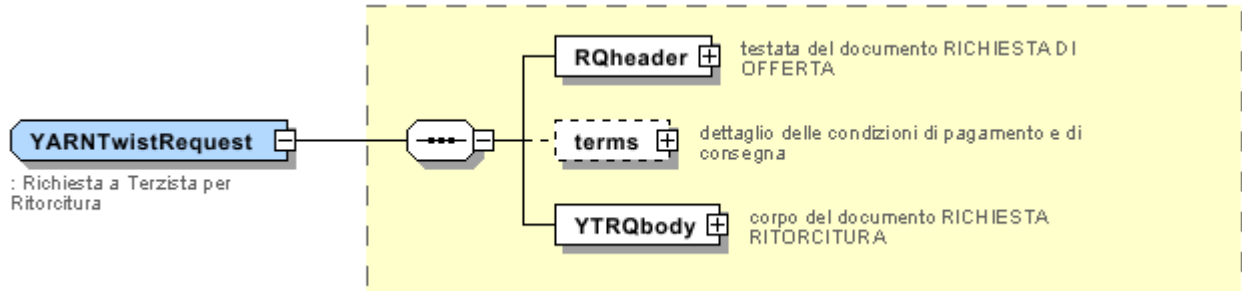 RQheader
testata del documento RICHIESTA DI
OFFERTA
YARNTwistRequest
: Richiesta a Terzista per
Ritorcitura
terms
dettaglio delle condizioni di pagamento e di
consegna
YTRQbody
corpo del documento RICHIESTA
RITORCITURA